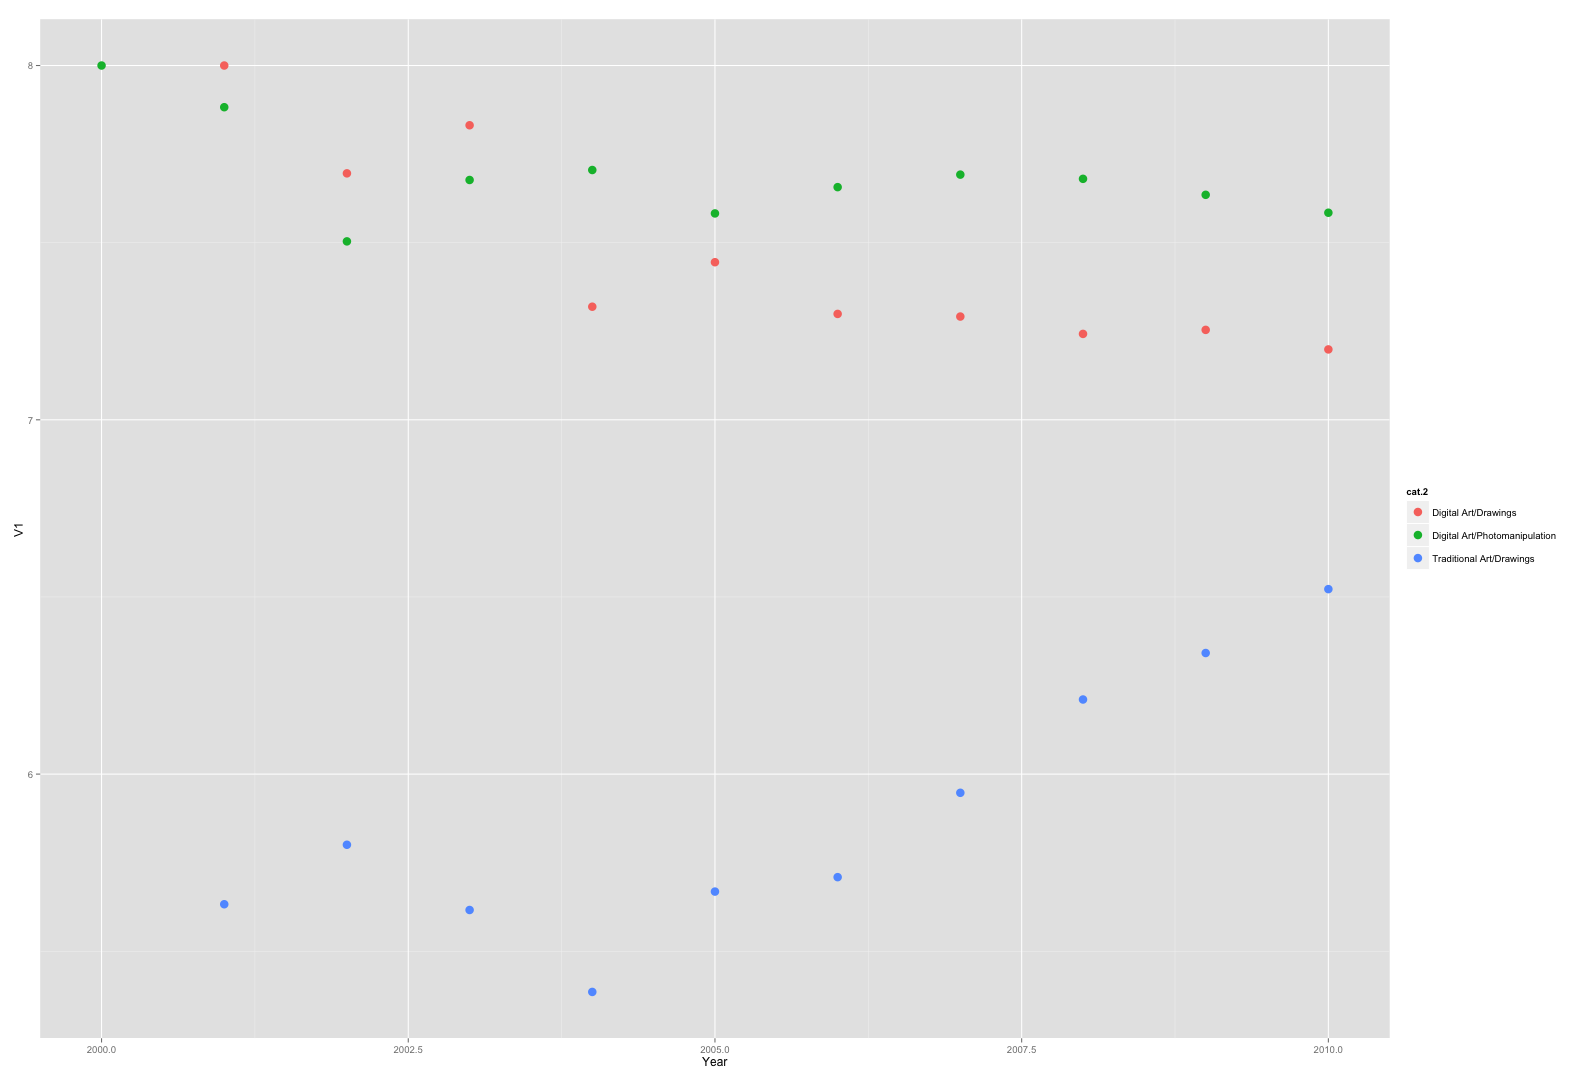 8
7
6
V1
2000.0 2002.5 2005.0 2007.5 2010.0
Year
cat.2
Digital Art/Drawings
Digital Art/Photomanipulation
Traditional Art/Drawings